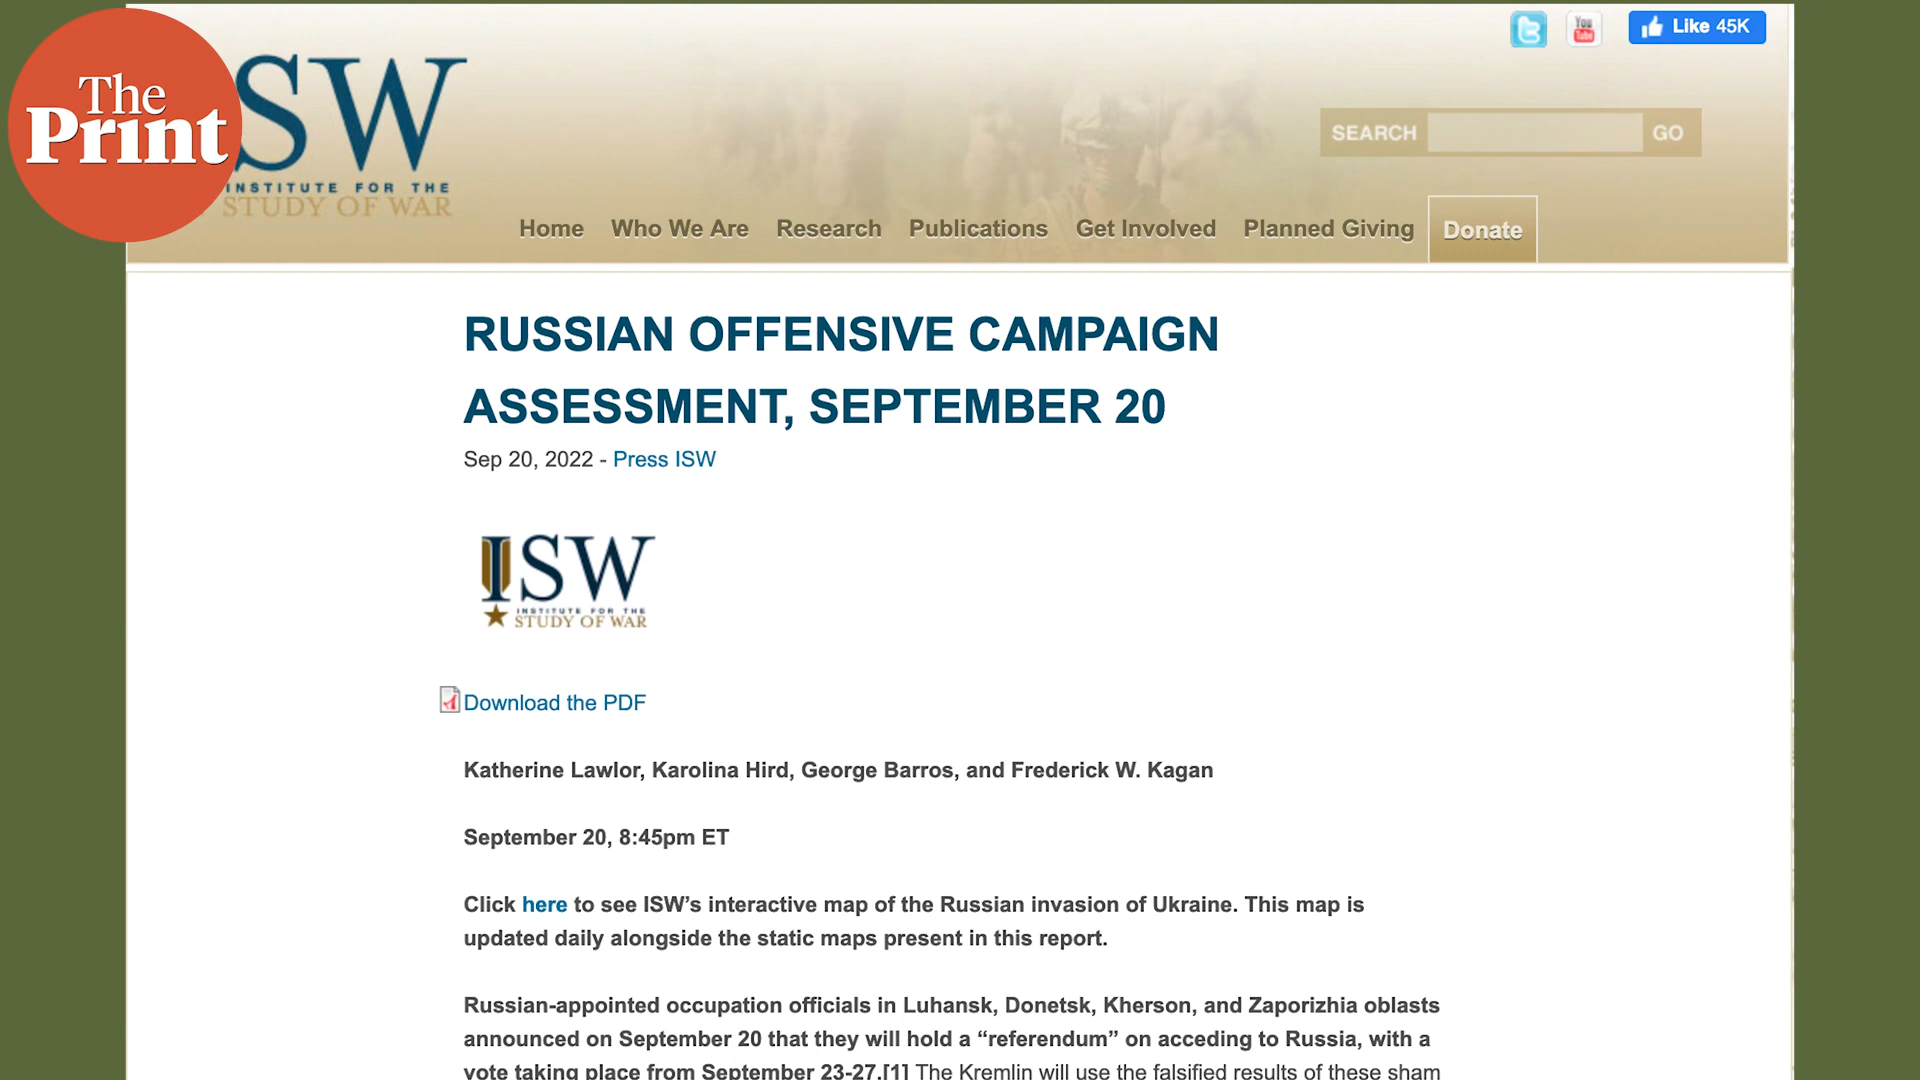 The
Print
SW
INSTITUTE FOR THE
STUDY OF WAR
You
Tube
Like 45K
SEARCH
GO
Home Who We Are Research Publications Get Involved Planned Giving Donate
RUSSIAN OFFENSIVE CAMPAIGN
ASSESSMENT, SEPTEMBER 20
Sep 20, 2022 - Press ISW
ISW
INSTITUTE FOR THE
STUDY OF WAR
Download the PDF
Katherine Lawlor, Karolina Hird, George Barros, and Frederick W. Kagan
September 20, 8:45pm ET
Click here to see ISW’s interactive map of the Russian invasion of Ukraine. This map is
updated daily alongside the static maps present in this report.
Russian-appointed occupation officials in Luhansk, Donetsk, Kherson, and Zaporizhia oblasts
announced on September 20 that they will hold a “referendum” on acceding to Russia, with a
vote taking place from September 23-27.[1] The Kremlin will use the falsified results of these sham